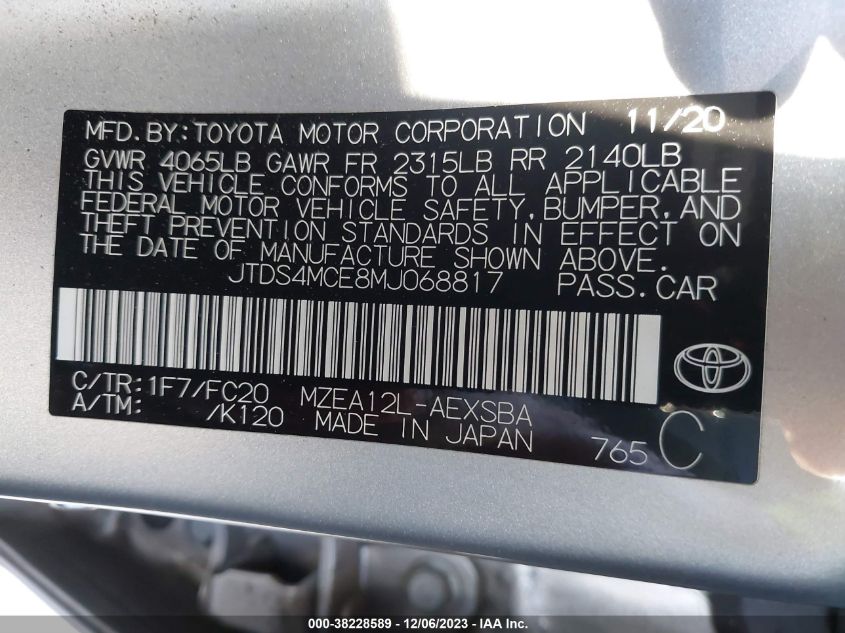 MFD. BY: TOYOTA MOTOR CORPORATION 11/20
GVWR 4065LB GAWR FR 2315LB RR 2140LB
THIS VEHICLE CONFORMS TO ALL APPLICABLE
FEDERAL MOTOR VEHICLE SAFETY, BUMPER, AND
THEFT PREVENTION STANDARDS IN EFFECT ON
THE DATE OF MANUFACTURE SHOWN ABOVE.
JTDS4MCE8MJ068817 PASS. CAR
C/TR: 1F7/FC20 MZEA12L-AEXSBA
A/TM: /K120 MADE IN JAPAN 765 C
000-38228589 - 12/06/2023 - IAA Inc.